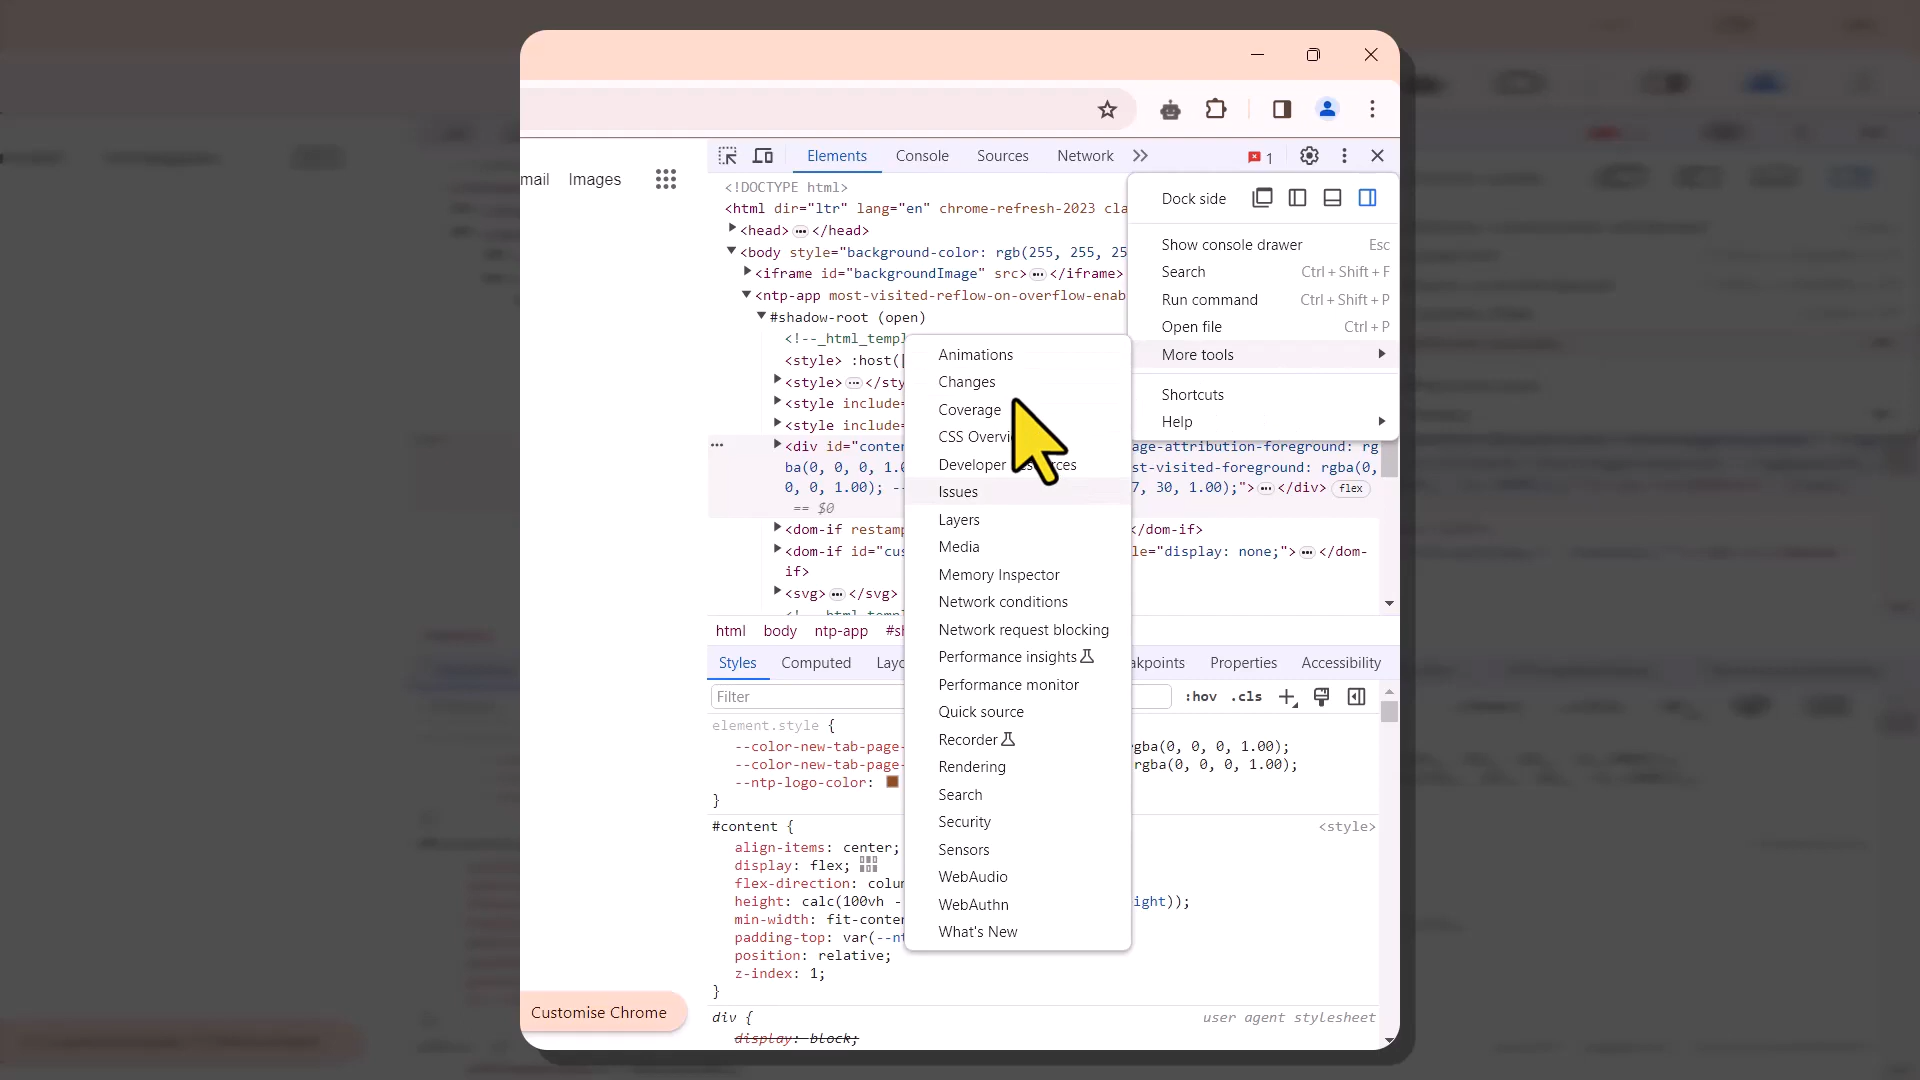 mail Images
Elements Console Sources Network 1
<!DOCTYPE html>
<html dir="ltr" lang="en" chrome-refresh-2023 cla
<head> </head>
<body style="background-color: rgb(255, 255, 25
<iframe id="backgroundImage" src> </iframe>
<ntp-app most-visited-reflow-on-overflow-enab
#shadow-root (open)
<!--_html_templ
<style> :host([
<style> </sty
<style include=
<style include=
<div id="conten age-attribution-foreground: rg
ba(0, 0, 0, 1.0 st-visited-foreground: rgba(0,
0, 0, 1.00); -- 7, 30, 1.00);"> </div> flex
== $0
<dom-if restamp </dom-if>
<dom-if id="cus le="display: none;"> </dom-
if>
<svg> </svg>
html body ntp-app #sh
Dock side
Show console drawer Esc
Search Ctrl + Shift + F
Run command Ctrl + Shift + P
Open file Ctrl + P
More tools
Shortcuts
Help
Animations
Changes
Coverage
CSS Overvi
Developer
Issues
Layers
Media
Memory Inspector
Network conditions
Network request blocking
Performance insights
Performance monitor
Quick source
Recorder
Rendering
Search
Security
Sensors
WebAudio
WebAuthn
What's New
Styles Computed Layo akpoints Properties Accessibility
Filter :hov .cls
element.style {
--color-new-tab-page- rgba(0, 0, 0, 1.00);
--color-new-tab-page- rgba(0, 0, 0, 1.00);
--ntp-logo-color:
}
#content { <style>
align-items: center;
display: flex;
flex-direction: colum
height: calc(100vh - ight));
min-width: fit-conten
padding-top: var(--nt
position: relative;
z-index: 1;
}
div { user agent stylesheet
display: block;
Customise Chrome